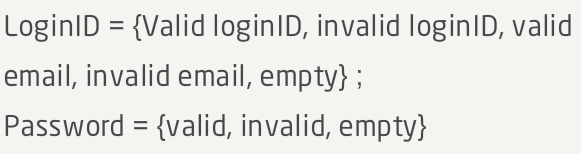 LoginID = {Valid loginID, invalid loginID, valid
email, invalid email, empty} ;
Password = {valid, invalid, empty}